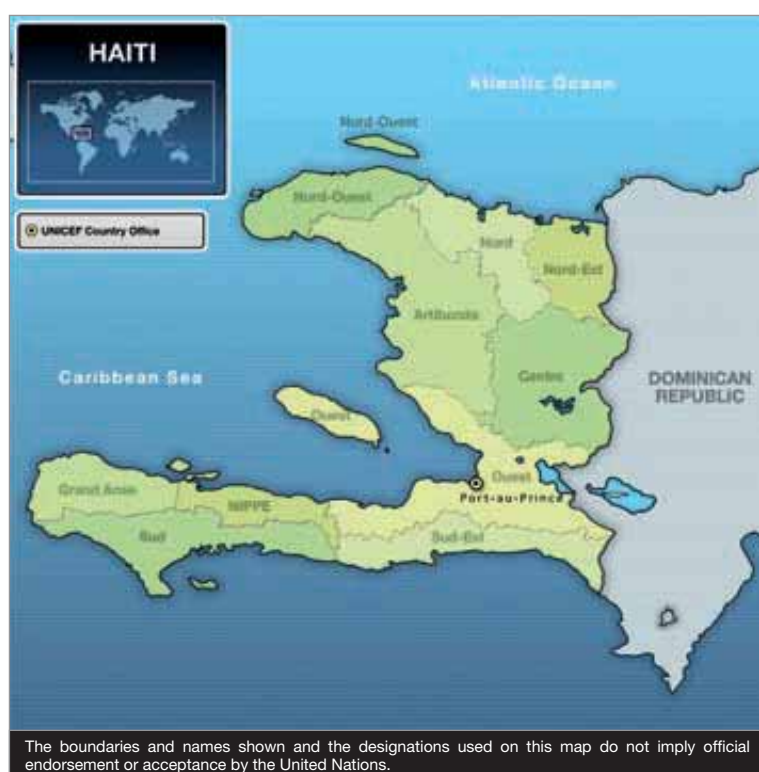 HAITI
Atlantic Ocean
Nord-Ouest
UNICEF Country Office
Nord-Ouest
Nord
Nord-Est
Artibonite
Centre
Caribbean Sea
DOMINICAN
REPUBLIC
Ouest
Ouest
Grand Anse
NIPPE
Port-au-Prince
Sud
Sud-Est
The boundaries and names shown and the designations used on this map do not imply official
endorsement or acceptance by the United Nations.